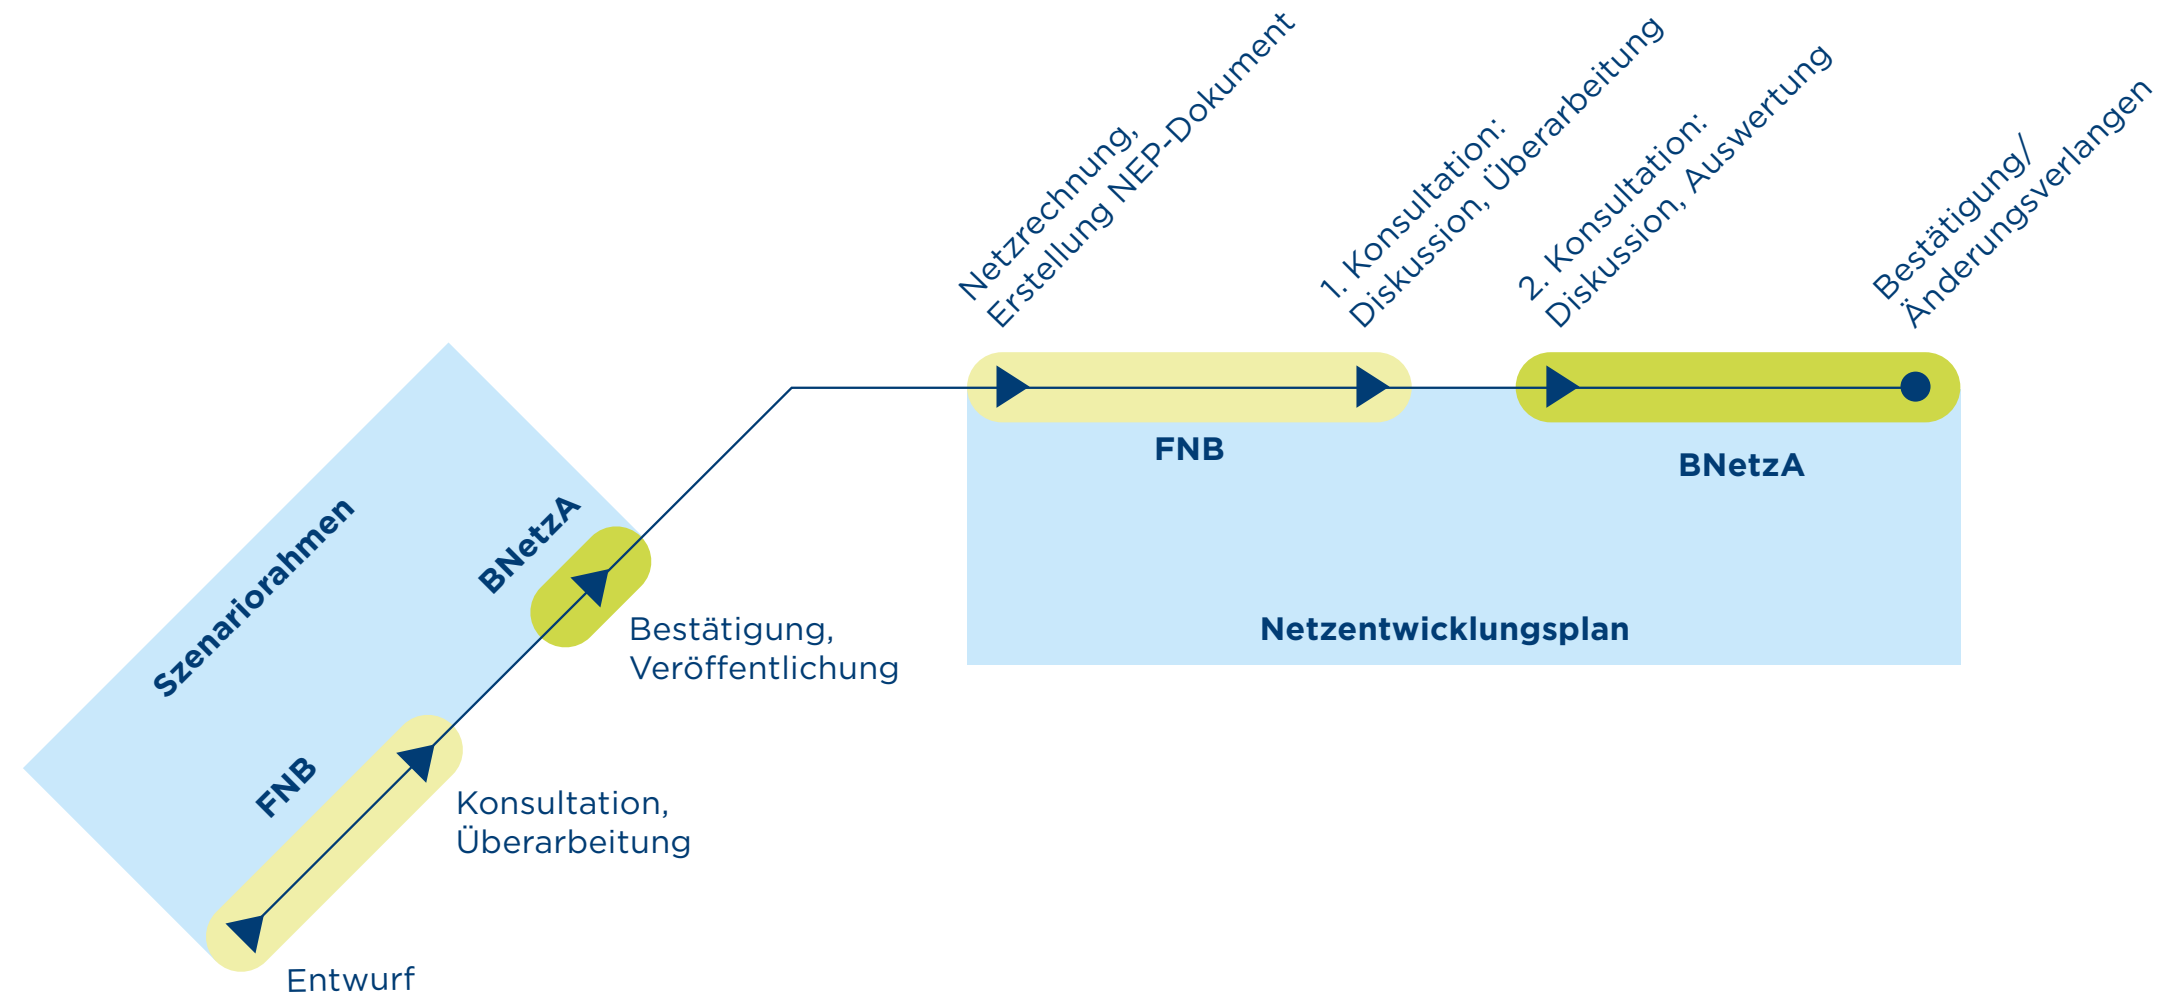 Szenariorahmen
FNB
BNetzA
Entwurf
Konsultation,
Überarbeitung
Bestätigung,
Veröffentlichung
Netzrechnung,
Erstellung NEP-Dokument
1. Konsultation:
Diskussion, Überarbeitung
2. Konsultation:
Diskussion, Auswertung
Bestätigung/
Änderungsverlangen
FNB
BNetzA
Netzentwicklungsplan